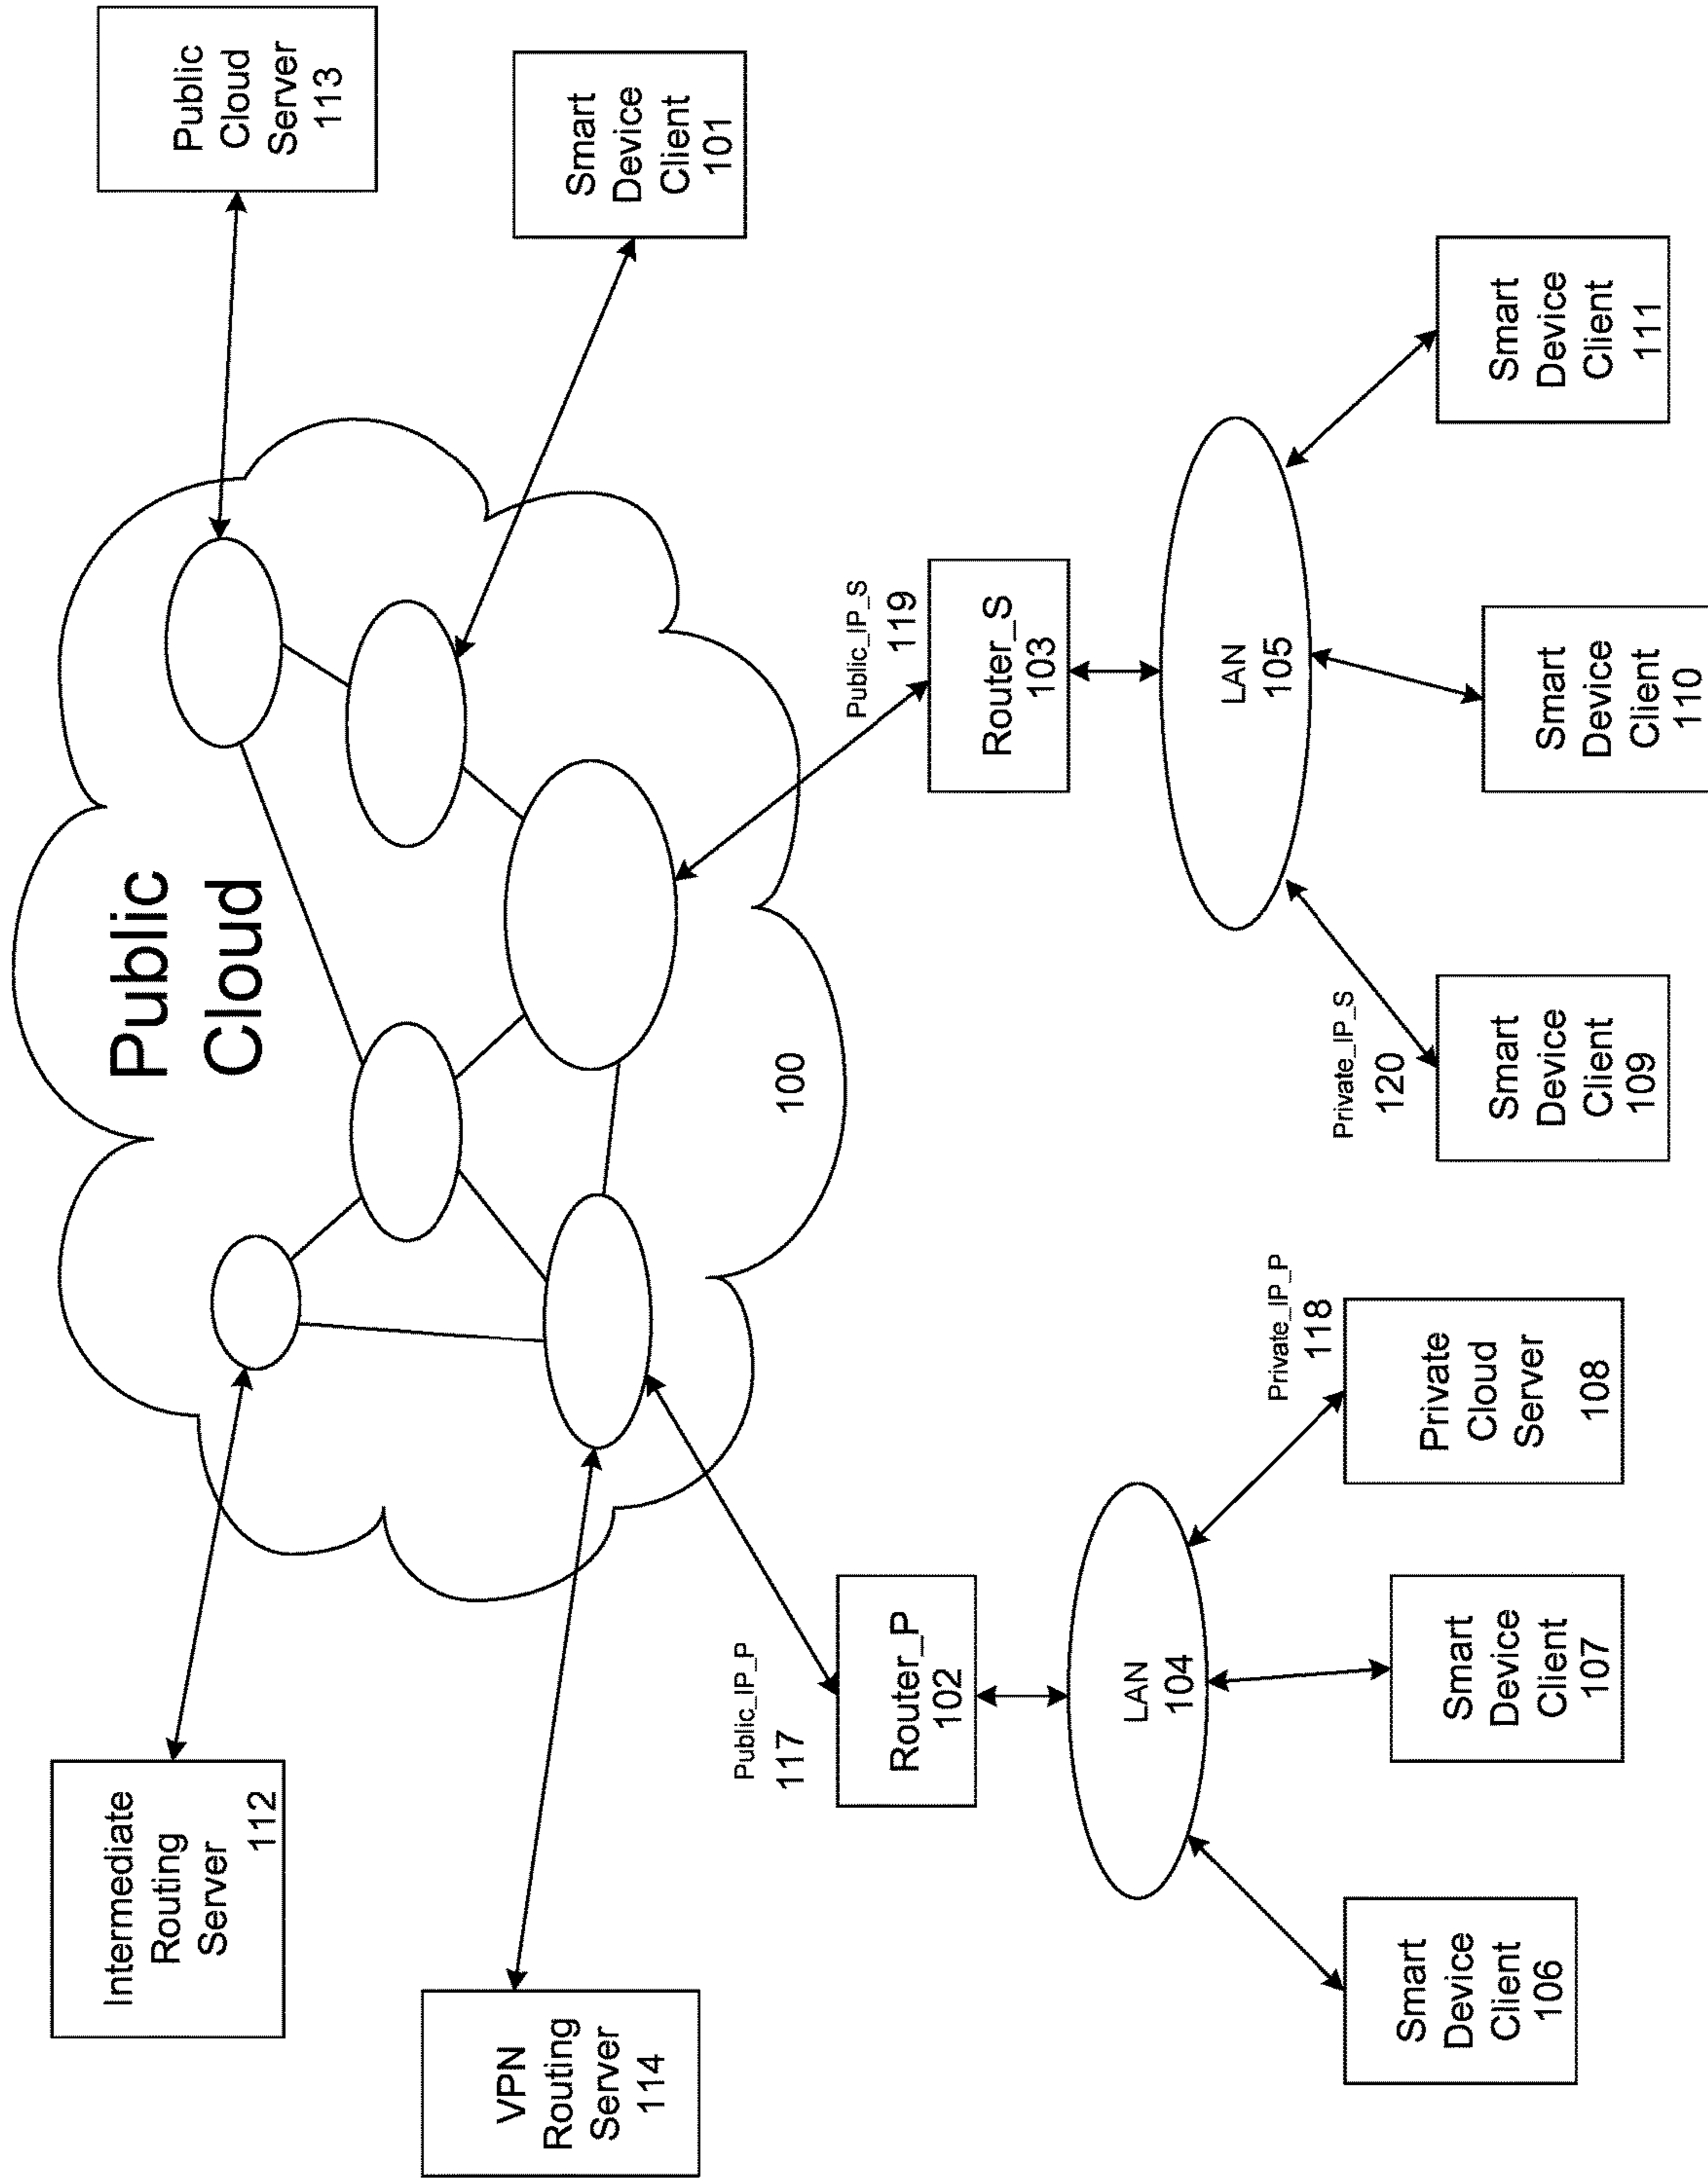 Public
Cloud
100
Intermediate
Routing
Server
112
VPN
Routing
Server
114
Public
Cloud
Server
113
Smart
Device
Client
101
Public_IP_P
117
Router_P
102
LAN
104
Smart
Device
Client
106
Smart
Device
Client
107
Private_IP_P
118
Private
Cloud
Server
108
Public_IP_S
119
Router_S
103
LAN
105
Private_IP_S
120
Smart
Device
Client
109
Smart
Device
Client
110
Smart
Device
Client
111